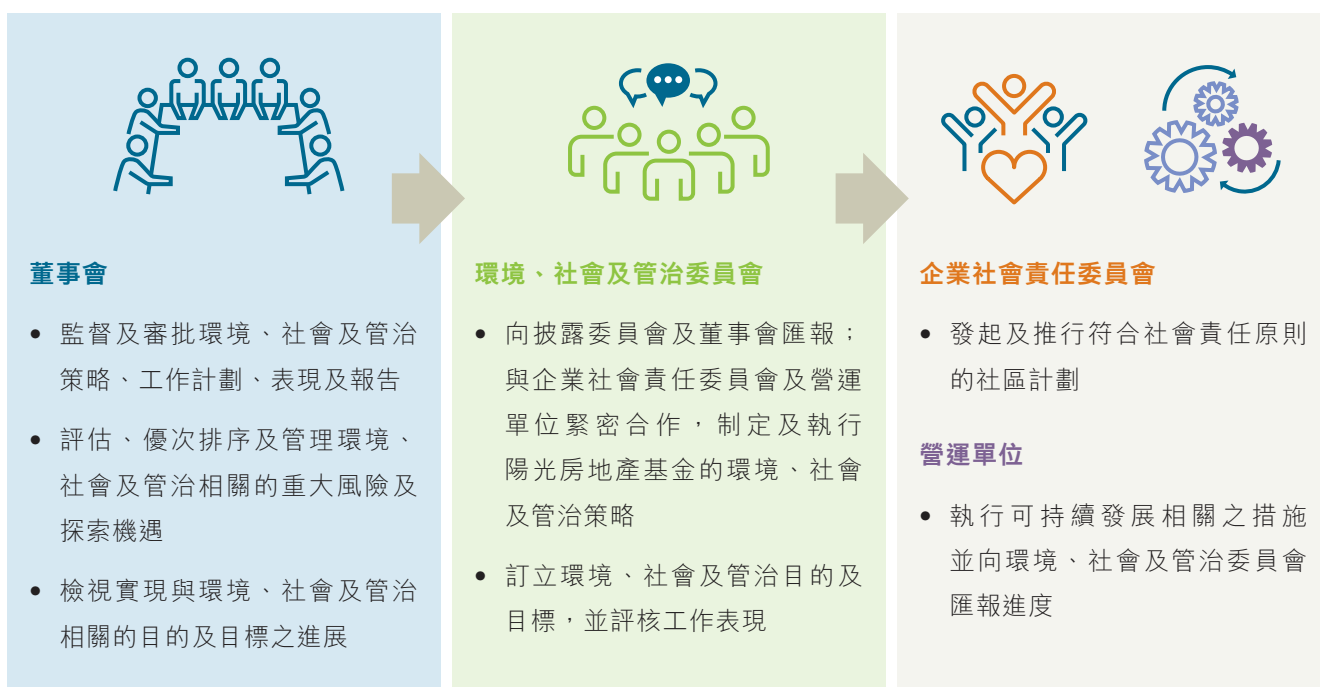 董事會
• 監督及審批環境、社會及管治
策略、工作計劃、表現及報告
• 評估、優次排序及管理環境、
社會及管治相關的重大風險及
探索機遇
• 檢視實現與環境、社會及管治
相關的目的及目標之進展
環境、社會及管治委員會
• 向披露委員會及董事會匯報；
與企業社會責任委員會及營運
單位緊密合作，制定及執行
陽光房地產基金的環境、社會
及管治策略
• 訂立環境、社會及管治目的及
目標，並評核工作表現
企業社會責任委員會
• 發起及推行符合社會責任原則
的社區計劃
營運單位
• 執行可持續發展相關之措施
並向環境、社會及管治委員會
匯報進度